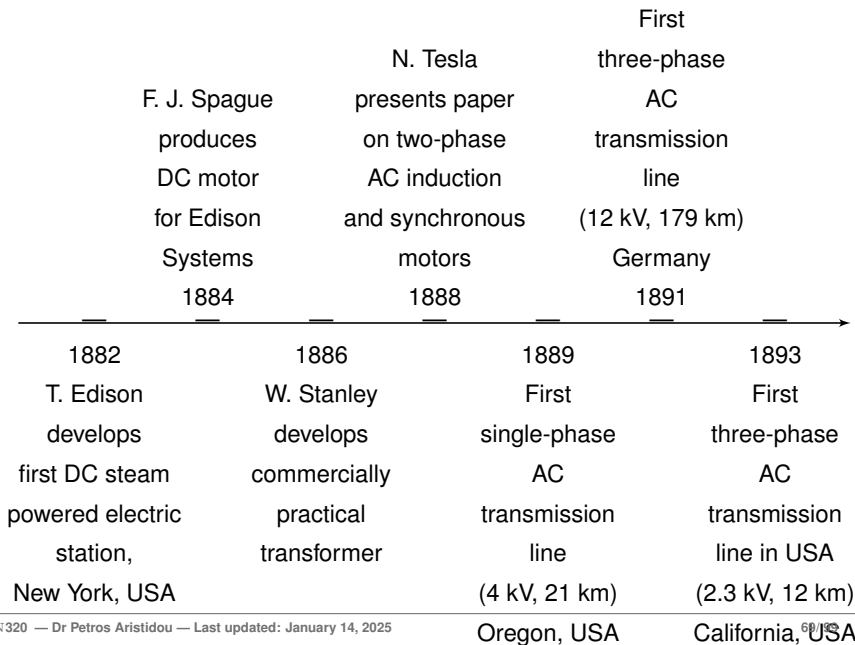 First
three-phase
AC
transmission
line
(12 kV, 179 km)
Germany
1891
N. Tesla
presents paper
on two-phase
AC induction
and synchronous
motors
1888
F. J. Spague
produces
DC motor
for Edison
Systems
1884
1882
T. Edison
develops
first DC steam
powered electric
station,
New York, USA
1886
W. Stanley
develops
commercially
practical
transformer
1889
First
single-phase
AC
transmission
line
(4 kV, 21 km)
Oregon, USA
1893
First
three-phase
AC
transmission
line in USA
(2.3 kV, 12 km)
California, USA
320 — Dr Petros Aristidou — Last updated: January 14, 2025